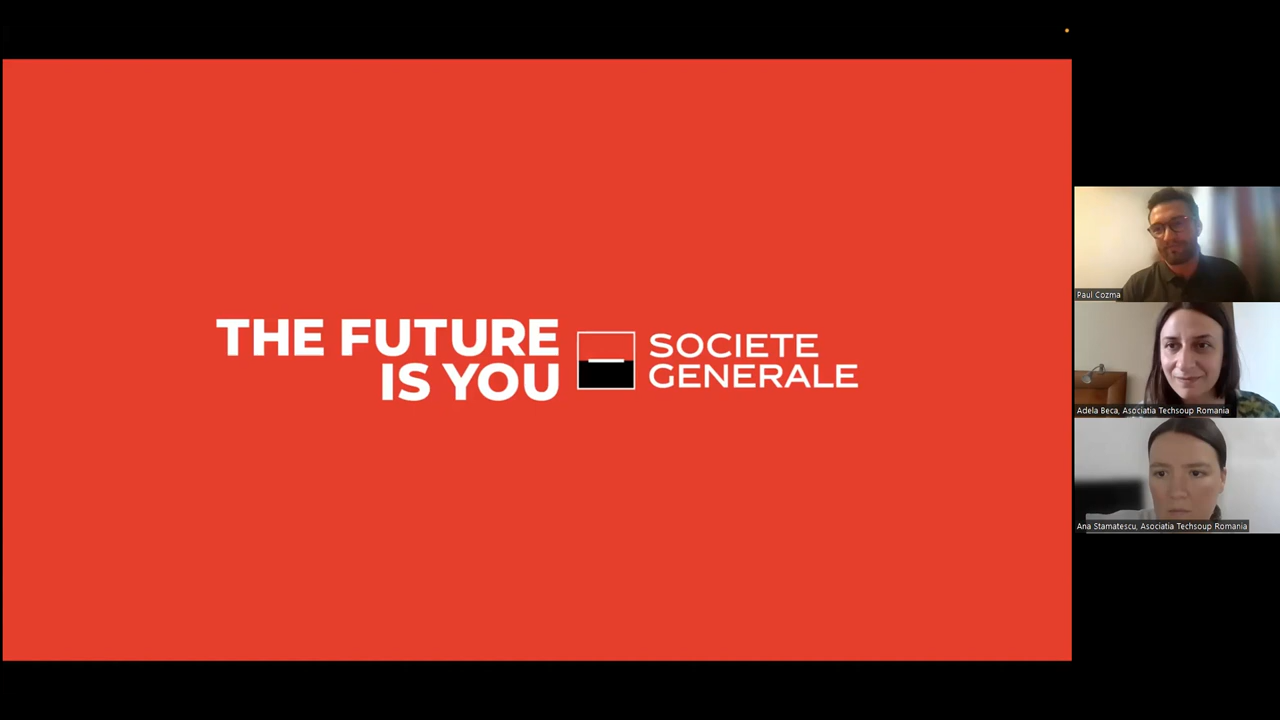 THE FUTURE
IS YOU
SOCIETE
GENERALE
Paul Cozma
Adela Beca, Asociatia Techsoup Romania
Ana Stamatescu, Asociatia Techsoup Romania